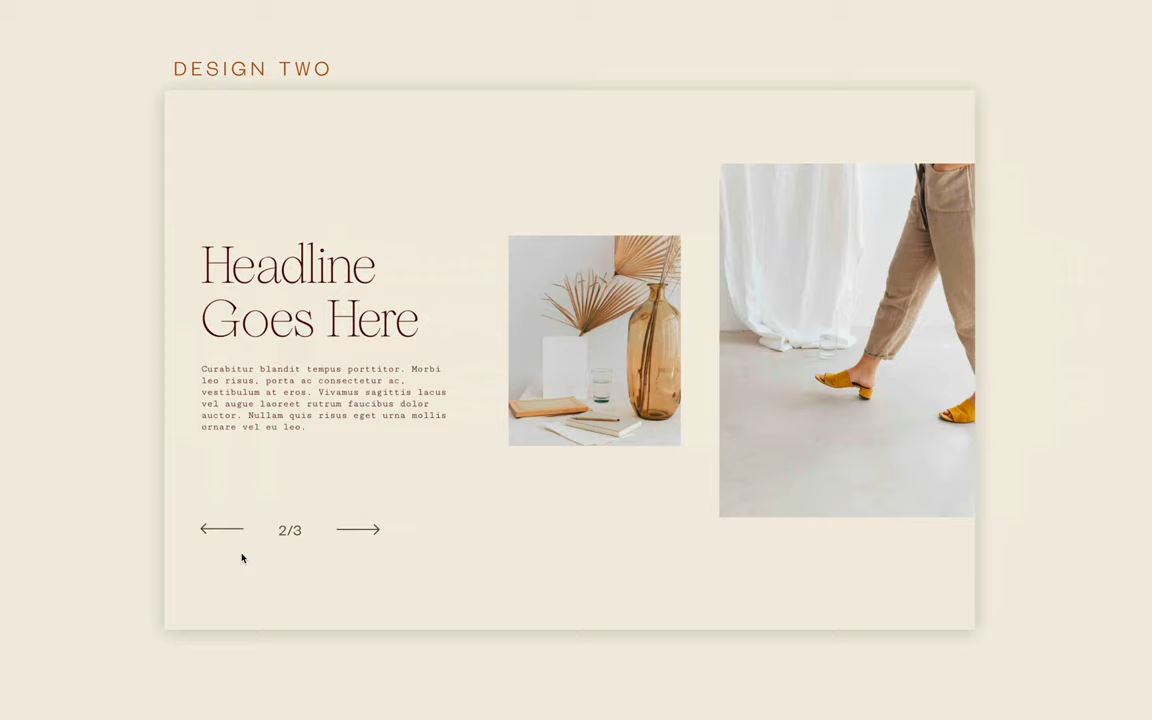 DESIGN TWO
Headline
Goes Here
Curabitur blandit tempus porttitor. Morbi
leo risus, porta ac consectetur ac,
vestibulum at eros. Vivamus sagittis lacus
vel augue laoreet rutrum faucibus dolor
auctor. Nullam quis risus eget urna mollis
ornare vel eu leo.
2/3